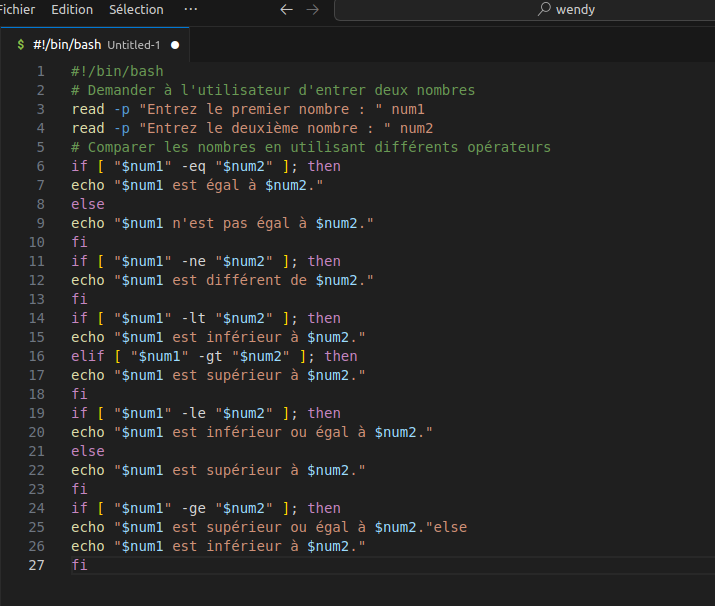 Fichier Edition Sélection ··· ← → wendy
$ #!/bin/bash Untitled-1 ●
1 #!/bin/bash
2 # Demander à l'utilisateur d'entrer deux nombres
3 read -p "Entrez le premier nombre : " num1
4 read -p "Entrez le deuxième nombre : " num2
5 # Comparer les nombres en utilisant différents opérateurs
6 if [ "$num1" -eq "$num2" ]; then
7 echo "$num1 est égal à $num2."
8 else
9 echo "$num1 n'est pas égal à $num2."
10 fi
11 if [ "$num1" -ne "$num2" ]; then
12 echo "$num1 est différent de $num2."
13 fi
14 if [ "$num1" -lt "$num2" ]; then
15 echo "$num1 est inférieur à $num2."
16 elif [ "$num1" -gt "$num2" ]; then
17 echo "$num1 est supérieur à $num2."
18 fi
19 if [ "$num1" -le "$num2" ]; then
20 echo "$num1 est inférieur ou égal à $num2."
21 else
22 echo "$num1 est supérieur à $num2."
23 fi
24 if [ "$num1" -ge "$num2" ]; then
25 echo "$num1 est supérieur ou égal à $num2."else
26 echo "$num1 est inférieur à $num2."
27 fi